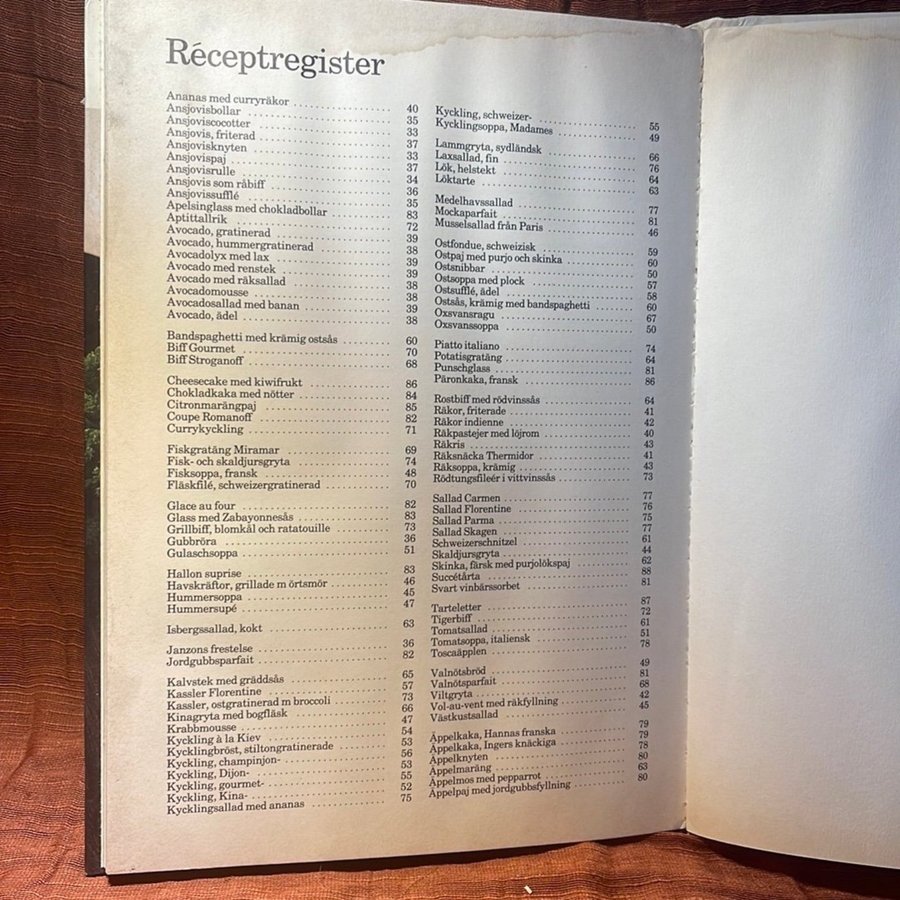 Réceptregister
Ananas med curryräkor 40
Ansjovisbollar 35
Ansjoviscocotter 33
Ansjovis, friterad 37
Ansjovisknyten 33
Ansjovispaj 37
Ansjovisrulle 34
Ansjovis som råbiff 36
Ansjovissufflé 35
Apelsinglass med chokladbollar 83
Aptittallrik 72
Avocado, gratinerad 39
Avocado, hummergratinerad 38
Avocadolyx med lax 39
Avocado med renstek 39
Avocado med räksallad 38
Avocadomousse 38
Avocadosallad med banan 39
Avocado, ädel 38
Bandspaghetti med krämig ostsås 60
Biff Gourmet 70
Biff Stroganoff 68
Cheesecake med kiwifrukt 86
Chokladkaka med nötter 84
Citronmarängpaj 85
Coupe Romanoff 82
Currykyckling 71
Fiskgratäng Miramar 69
Fisk- och skaldjursgryta 74
Fisksoppa, fransk 48
Fläskfilé, schweizergratinerad 70
Glace au four 82
Glass med Zabayonnesås 83
Grillbiff, blomkål och ratatouille 73
Gubbröra 36
Gulaschsoppa 51
Hallon suprise 83
Havskräftor, grillade m örtsmör 46
Hummersoppa 45
Hummersupé 47
Isbergssallad, kokt 63
Janzons frestelse 36
Jordgubbsparfait 82
Kalvstek med gräddsås 65
Kassler Florentine 57
Kassler, ostgratinerad m broccoli 73
Kinagryta med bogfläsk 66
Krabbmousse 47
Kyckling à la Kiev 54
Kycklingbröst, stiltongratinerade 53
Kyckling, champinjon- 56
Kyckling, Dijon- 53
Kyckling, gourmet- 55
Kyckling, Kina- 52
Kycklingsallad med ananas 75
Kyckling, schweizer- 55
Kycklingsoppa, Madames 49
Lammgryta, sydländsk 66
Laxsallad, fin 76
Lök, helstekt 64
Löktarte 63
Medelhavssallad 77
Mockaparfait 81
Musselsallad från Paris 46
Ostfondue, schweizisk 59
Ostpaj med purjo och skinka 60
Ostsnibbar 50
Ostsoppa med plock 57
Ostsufflé, ädel 58
Ostsås, krämig med bandspaghetti 60
Oxsvansragu 67
Oxsvanssoppa 50
Piatto italiano 74
Potatisgratäng 64
Punschglass 81
Päronkaka, fransk 86
Rostbiff med rödvinssås 64
Räkor, friterade 41
Räkor indienne 42
Räkpastejer med löjrom 40
Räkris 43
Räksnäcka Thermidor 41
Räksoppa, krämig 43
Rödtungsfileér i vittvinssås 73
Sallad Carmen 77
Sallad Florentine 76
Sallad Parma 75
Sallad Skagen 77
Schweizerschnitzel 61
Skaldjursgryta 44
Skinka, färsk med purjolökspaj 62
Succétårta 88
Svart vinbärssorbet 81
Tarteletter 87
Tigerbiff 72
Tomatsallad 61
Tomatsoppa, italiensk 51
Toscaäpplen 78
Valnötsbröd 49
Valnötsparfait 81
Viltgryta 68
Vol-au-vent med räkfyllning 42
Västkustsallad 45
Äppelkaka, Hannas franska 79
Äppelkaka, Ingers knäckiga 79
Äppelknyten 78
Äppelmaräng 80
Äppelmos med pepparrot 63
Äppelpaj med jordgubbsfyllning 80